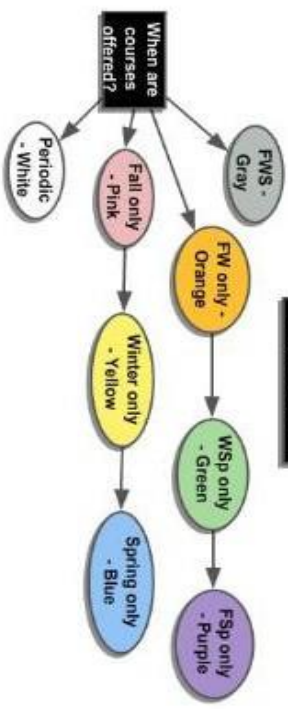 When are
courses
offered?
FWS -
Gray
FW only -
Orange
WSp only
- Green
FSp only
- Purple
Fall only
- Pink
Winter only
- Yellow
Spring only
- Blue
Periodic
- White